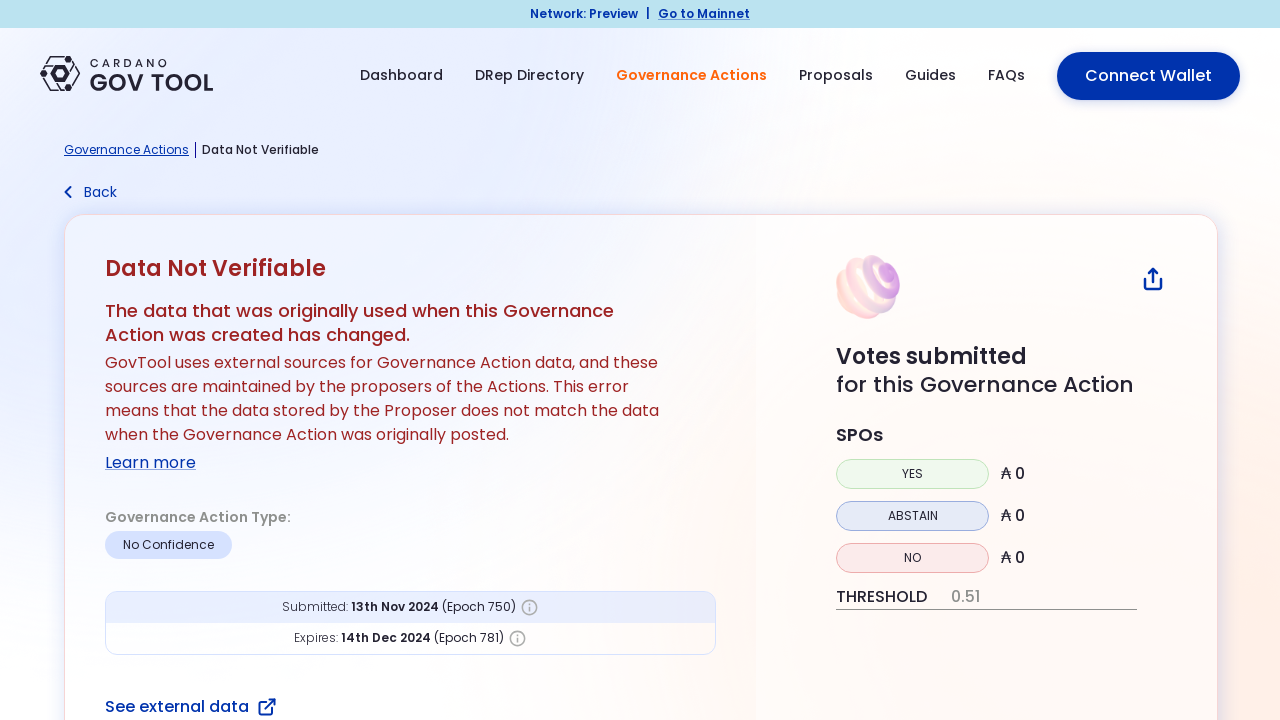 Network: Preview | Go to Mainnet
CARDANO
GOV TOOL
Dashboard DRep Directory Governance Actions Proposals Guides FAQs Connect Wallet
Governance Actions | Data Not Verifiable
Back
Data Not Verifiable
The data that was originally used when this Governance
Action was created has changed.
GovTool uses external sources for Governance Action data, and these
sources are maintained by the proposers of the Actions. This error
means that the data stored by the Proposer does not match the data
when the Governance Action was originally posted.
Learn more
Governance Action Type:
No Confidence
Submitted: 13th Nov 2024 (Epoch 750)
Expires: 14th Dec 2024 (Epoch 781)
See external data
Votes submitted
for this Governance Action
SPOs
YES ₳ 0
ABSTAIN ₳ 0
NO ₳ 0
THRESHOLD 0.51